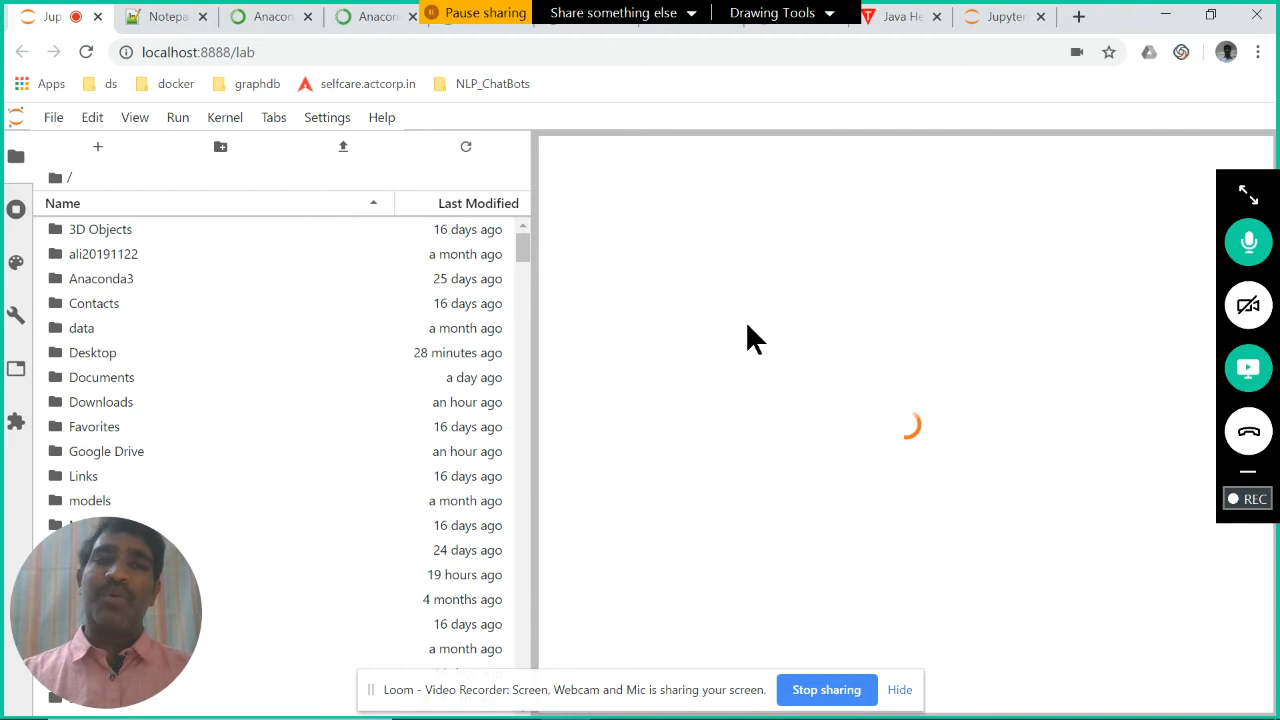 Jup
Notepa
Anacon
Anacon
Pause sharing
Share something else
Drawing Tools
Java He
Jupyter
localhost:8888/lab
Apps
ds
docker
graphdb
selfcare.actcorp.in
NLP_ChatBots
File Edit View Run Kernel Tabs Settings Help
/
Name Last Modified
3D Objects 16 days ago
ali20191122 a month ago
Anaconda3 25 days ago
Contacts 16 days ago
data a month ago
Desktop 28 minutes ago
Documents a day ago
Downloads an hour ago
Favorites 16 days ago
Google Drive an hour ago
Links 16 days ago
models a month ago
16 days ago
24 days ago
19 hours ago
4 months ago
16 days ago
a month ago
REC
Loom - Video Recorder: Screen, Webcam and Mic is sharing your screen.
Stop sharing
Hide